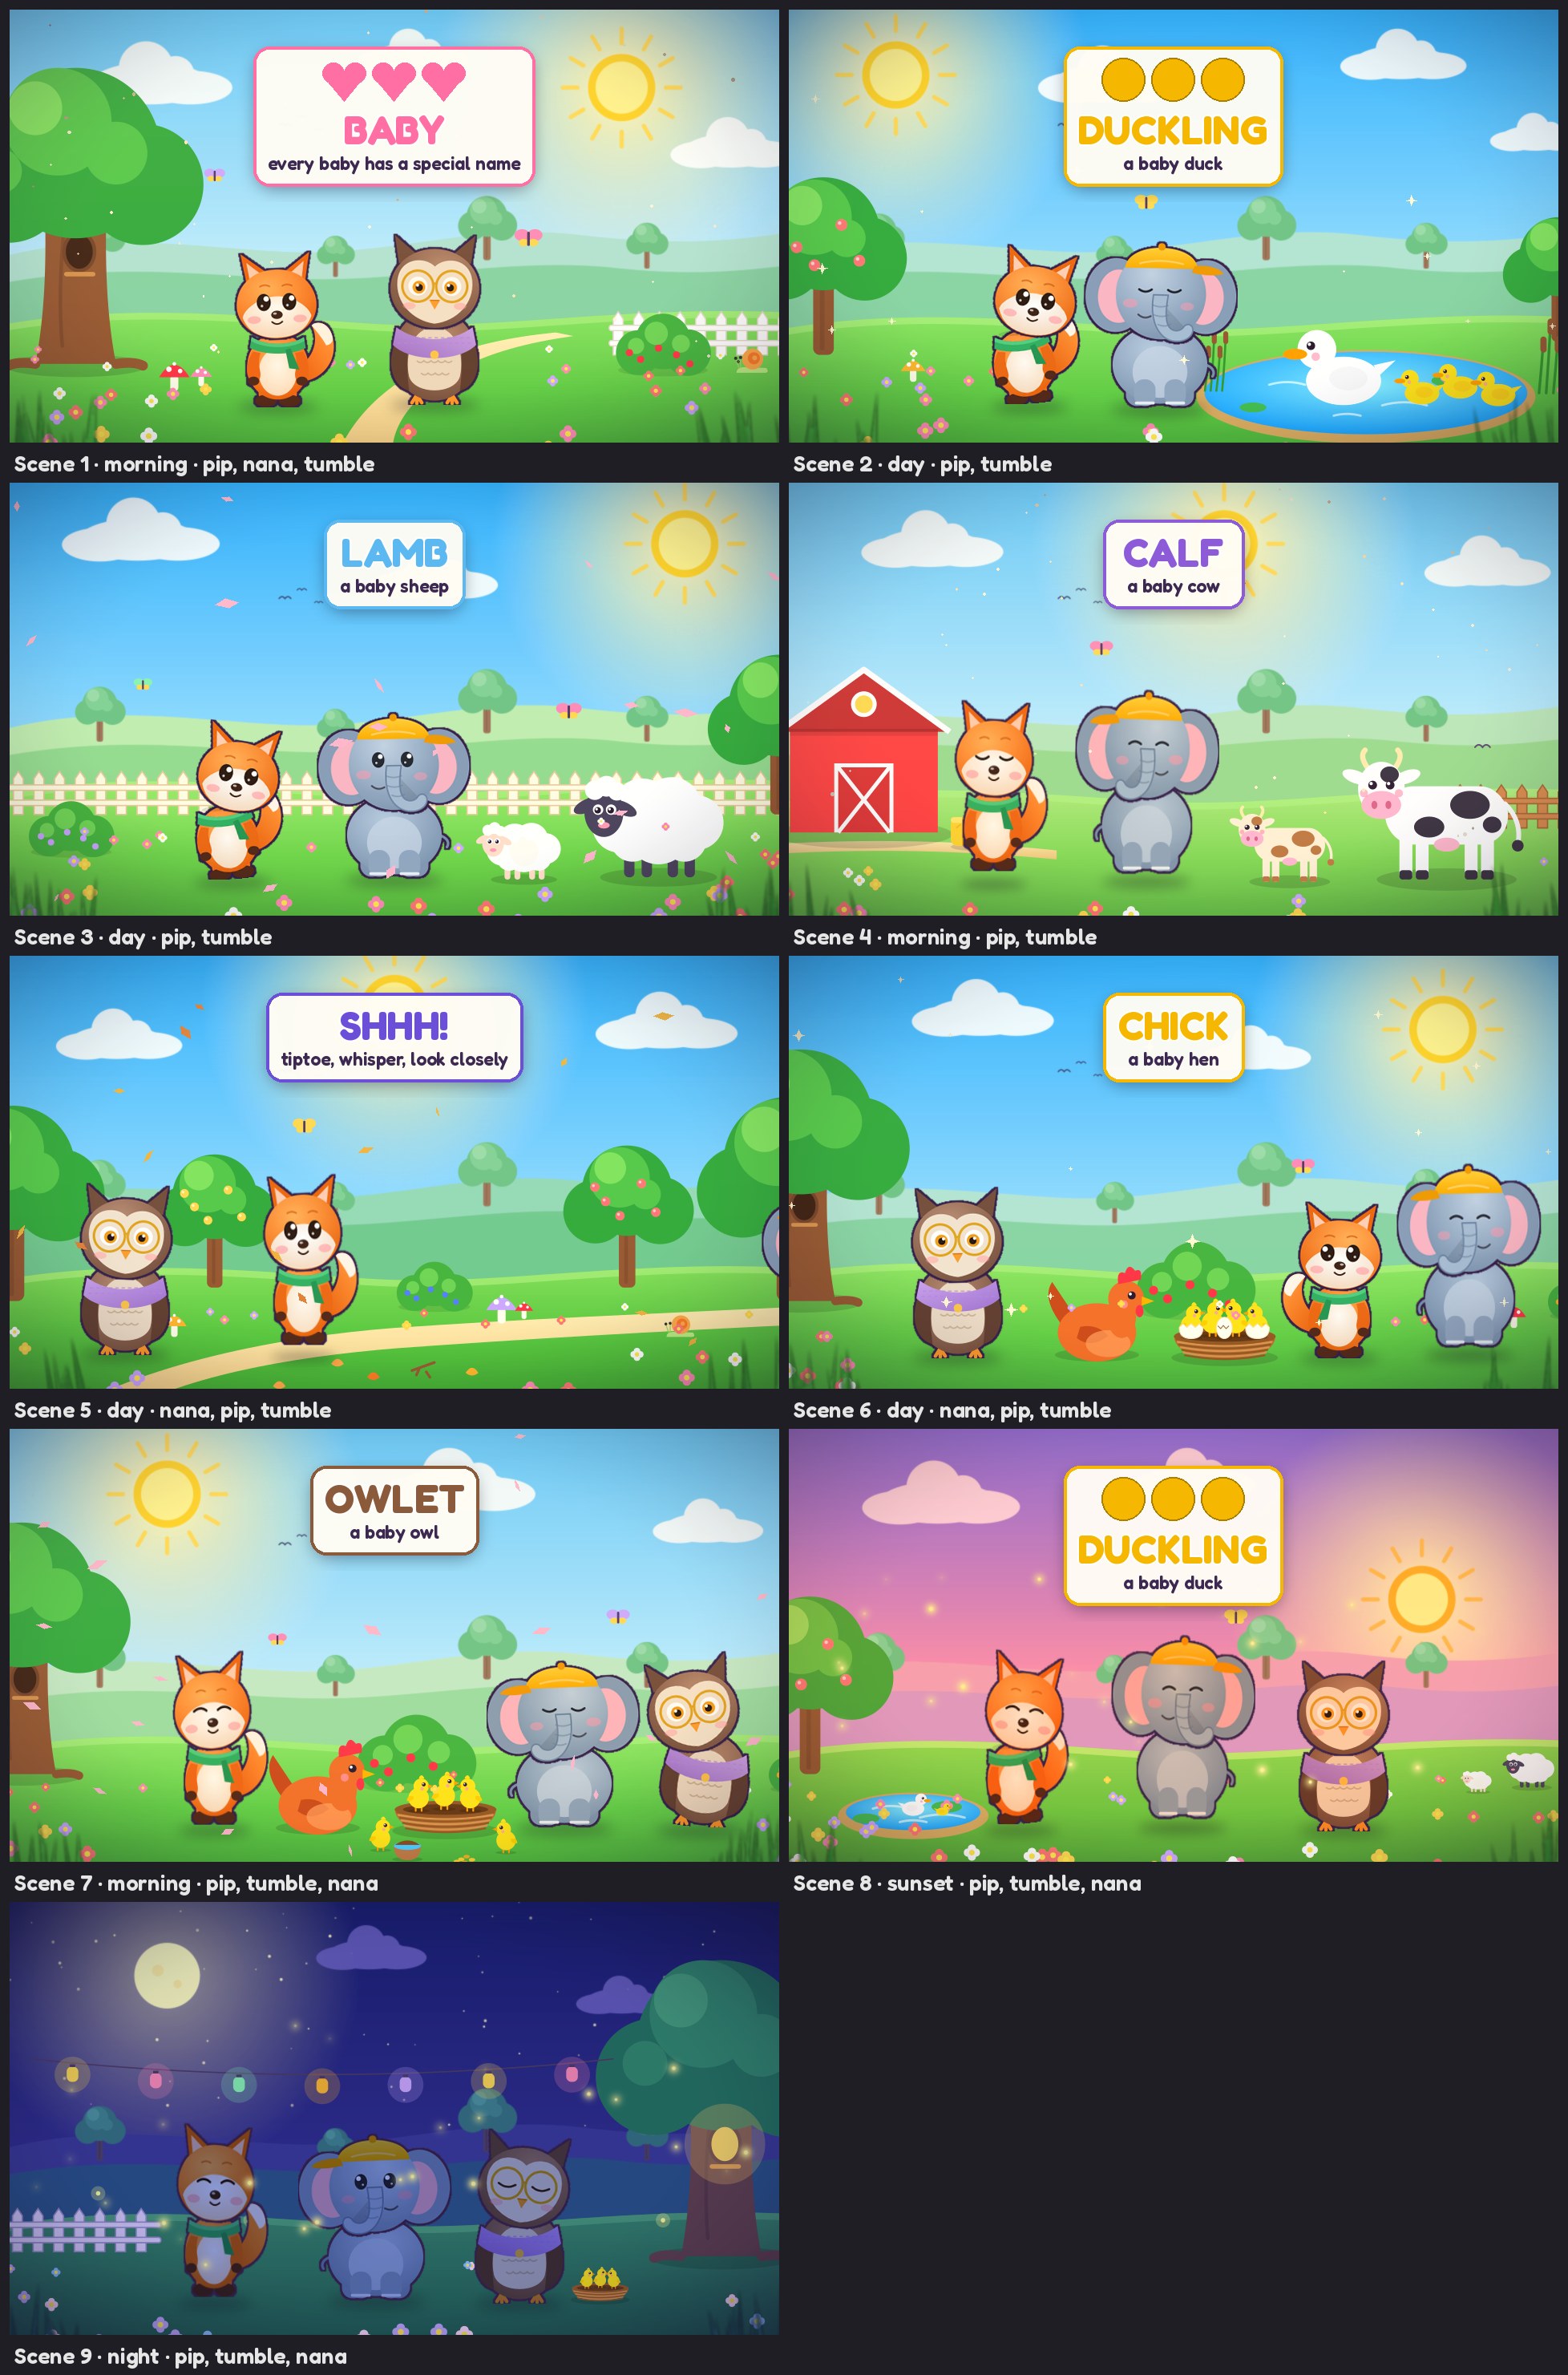 BABY
every baby has a special name
DUCKLING
a baby duck
Scene 1 · morning · pip, nana, tumble
Scene 2 · day · pip, tumble
LAMB
a baby sheep
CALF
a baby cow
Scene 3 · day · pip, tumble
Scene 4 · morning · pip, tumble
SHHH!
tiptoe, whisper, look closely
CHICK
a baby hen
Scene 5 · day · nana, pip, tumble
Scene 6 · day · nana, pip, tumble
OWLET
a baby owl
DUCKLING
a baby duck
Scene 7 · morning · pip, tumble, nana
Scene 8 · sunset · pip, tumble, nana
Scene 9 · night · pip, tumble, nana